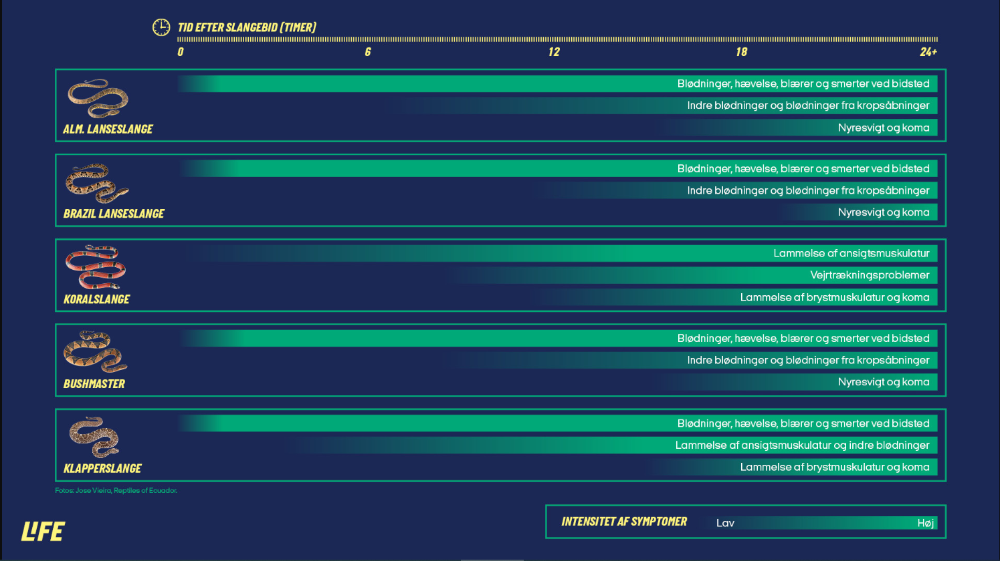 TID EFTER SLANGEBID (TIMER)
0 6 12 18 24+
Blødninger, hævelse, blærer og smerter ved bidsted
Indre blødninger og blødninger fra kropsåbninger
Nyresvigt og koma
ALM. LANSESLANGE
Blødninger, hævelse, blærer og smerter ved bidsted
Indre blødninger og blødninger fra kropsåbninger
Nyresvigt og koma
BRAZIL LANSESLANGE
Lammelse af ansigtsmuskulatur
Vejrtrækningsproblemer
Lammelse af brystmuskulatur og koma
KORALSLANGE
Blødninger, hævelse, blærer og smerter ved bidsted
Indre blødninger og blødninger fra kropsåbninger
Nyresvigt og koma
BUSHMASTER
Blødninger, hævelse, blærer og smerter ved bidsted
Lammelse af ansigtsmuskulatur og indre blødninger
Lammelse af brystmuskulatur og koma
KLAPPERSLANGE
Fotos: Jose Vieira, Reptiles of Ecuador.
INTENSITET AF SYMPTOMER Lav Høj
LIFE